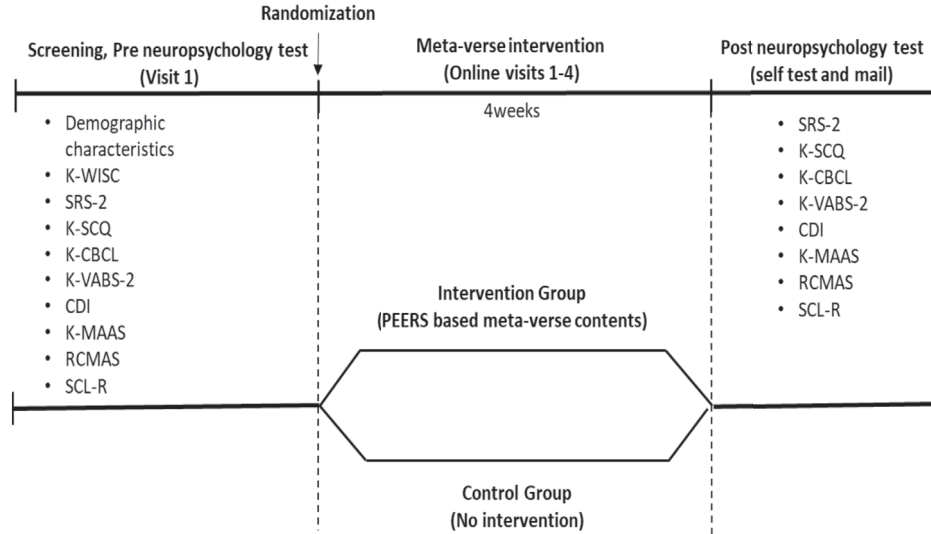 Randomization
Screening, Pre neuropsychology test
(Visit 1)
Meta-verse intervention
(Online visits 1-4)
Post neuropsychology test
(self test and mail)
4weeks
• Demographic
characteristics
• K-WISC
• SRS-2
• K-SCQ
• K-CBCL
• K-VABS-2
• CDI
• K-MAAS
• RCMAS
• SCL-R
• SRS-2
• K-SCQ
• K-CBCL
• K-VABS-2
• CDI
• K-MAAS
• RCMAS
• SCL-R
Intervention Group
(PEERS based meta-verse contents)
Control Group
(No intervention)